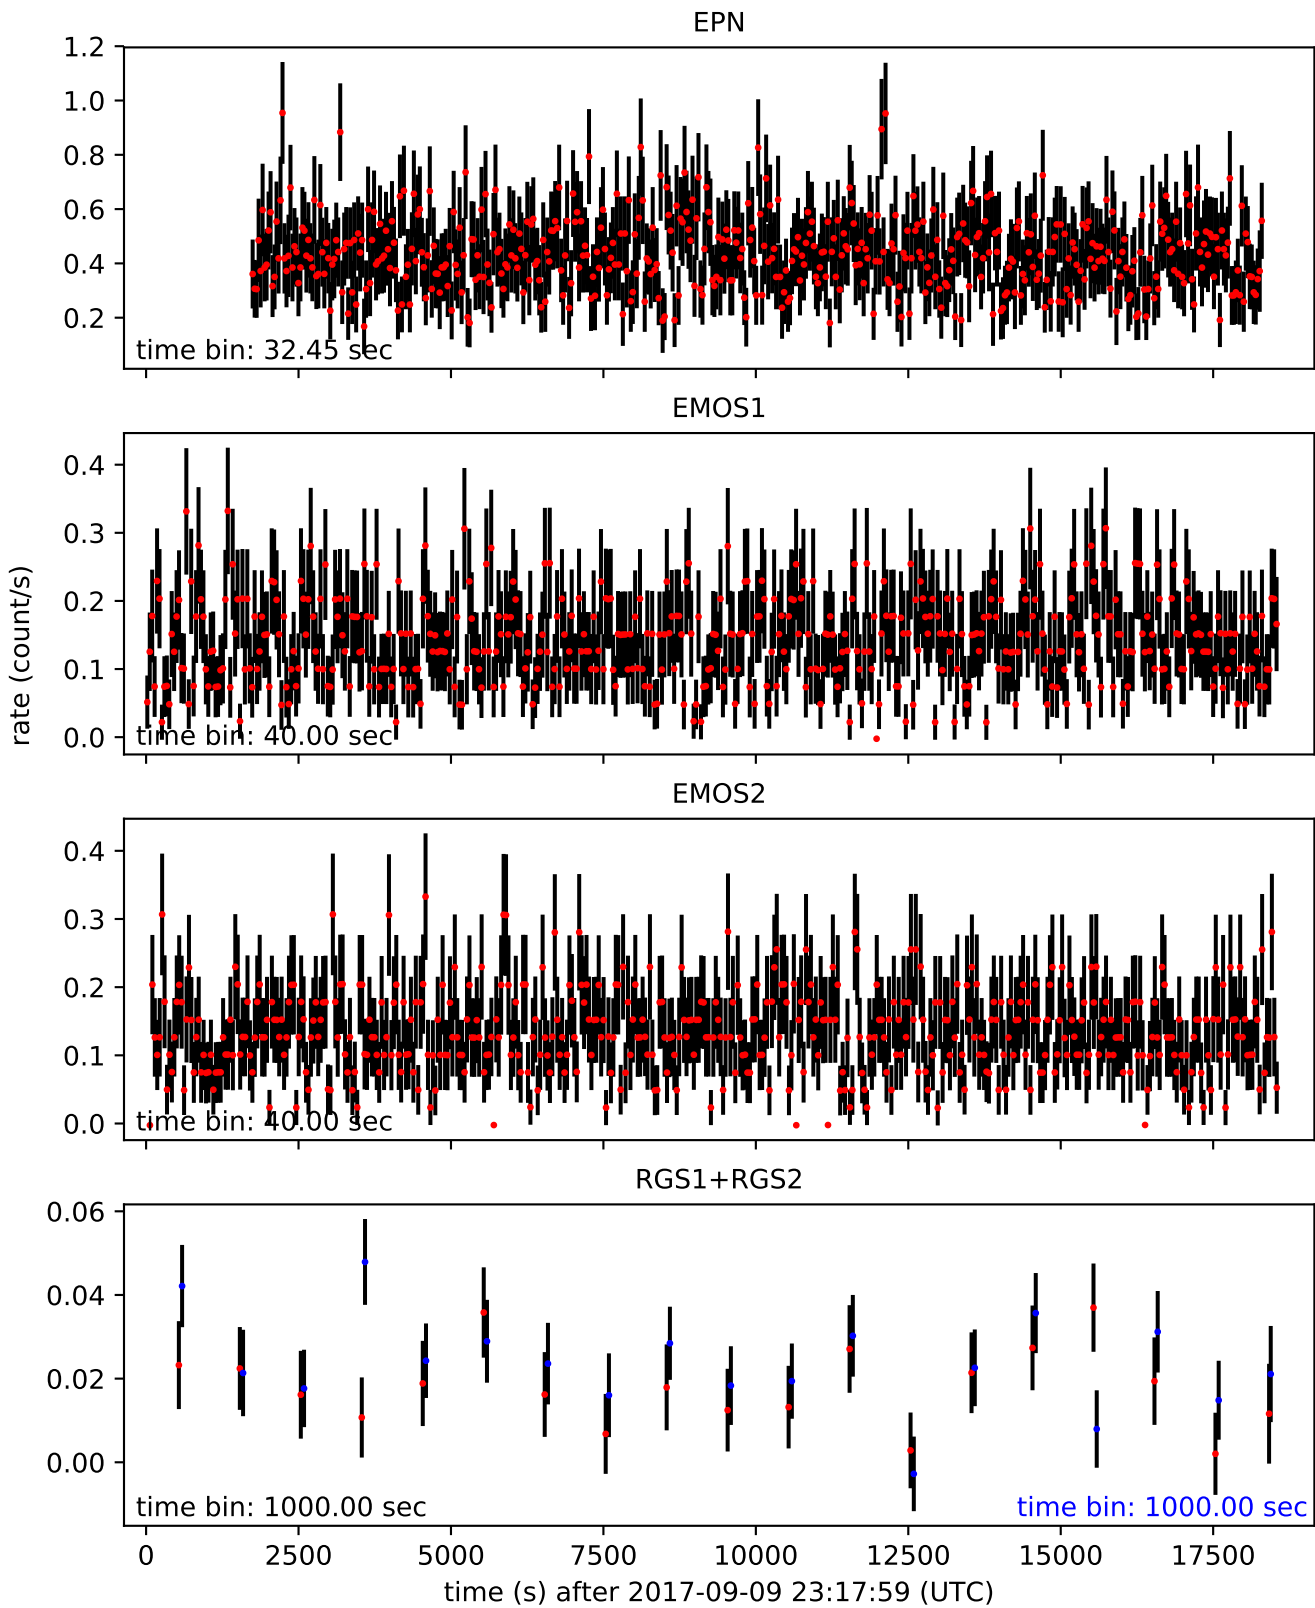 EPN
1.2
1.0
0.8
0.6
0.4
0.2
time bin: 32.45 sec
EMOS1
0.4
0.3
0.2
0.1
0.0
time bin: 40.00 sec
rate (count/s)
EMOS2
0.4
0.3
0.2
0.1
0.0
time bin: 40.00 sec
RGS1+RGS2
0.06
0.04
0.02
0.00
time bin: 1000.00 sec
time bin: 1000.00 sec
0 2500 5000 7500 10000 12500 15000 17500
time (s) after 2017-09-09 23:17:59 (UTC)